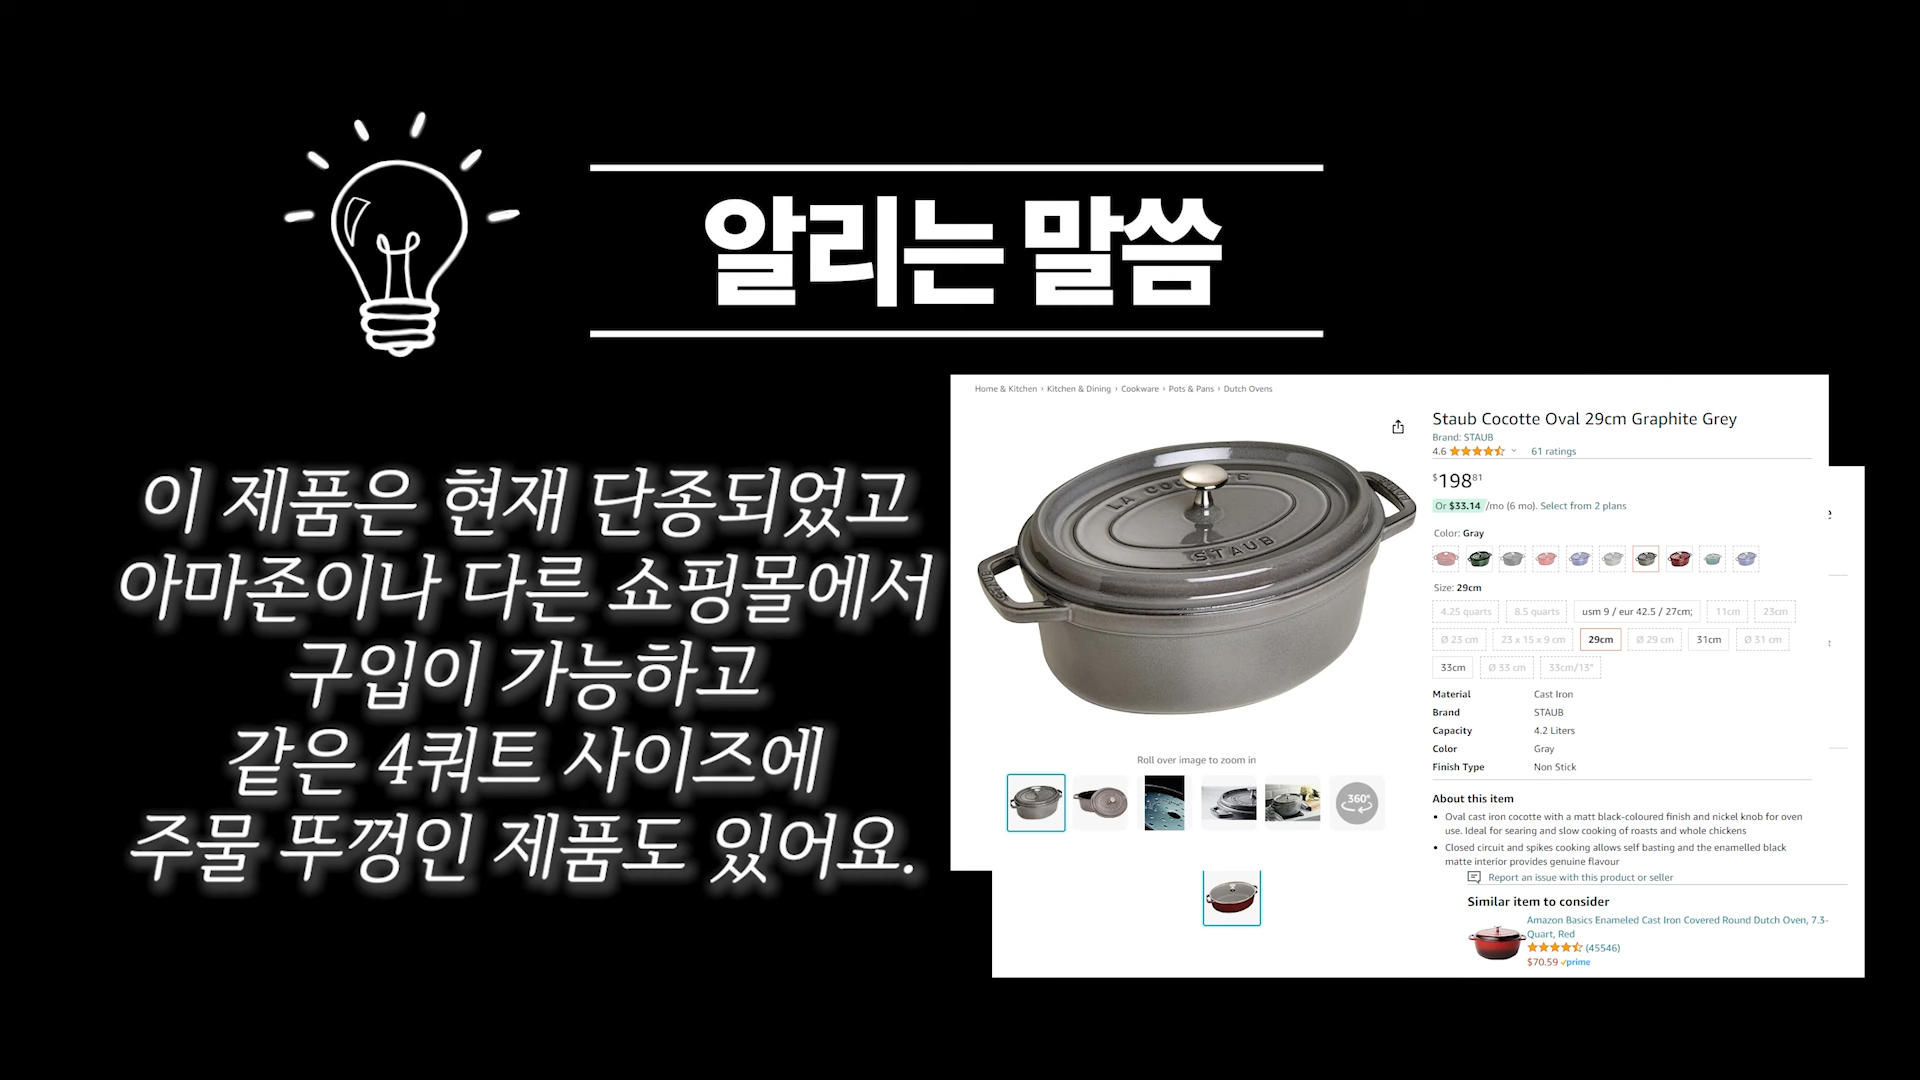 알리는 말씀
이 제품은 현재 단종되었고
아마존이나 다른 쇼핑몰에서
구입이 가능하고
같은 4쿼트 사이즈에
주물 뚜껑인 제품도 있어요.
Home & Kitchen › Kitchen & Dining › Cookware › Pots & Pans › Dutch Ovens
LA COCOTTE
STAUB
Roll over image to zoom in
360°
Staub Cocotte Oval 29cm Graphite Grey
Brand: STAUB
4.6 61 ratings
$198 81
Or $33.14 /mo (6 mo). Select from 2 plans
Color: Gray
Size: 29cm
4.25 quarts 8.5 quarts usm 9 / eur 42.5 / 27cm; 11cm 23cm
Ø 23 cm 23 x 15 x 9 cm 29cm Ø 29 cm 31cm Ø 31 cm
33cm Ø 33 cm 33cm/13"
Material Cast Iron
Brand STAUB
Capacity 4.2 Liters
Color Gray
Finish Type Non Stick
About this item
• Oval cast iron cocotte with a matt black-coloured finish and nickel knob for oven
use. Ideal for searing and slow cooking of roasts and whole chickens
• Closed circuit and spikes cooking allows self basting and the enamelled black
matte interior provides genuine flavour
Report an issue with this product or seller
Similar item to consider
Amazon Basics Enameled Cast Iron Covered Round Dutch Oven, 7.3-
Quart, Red
(45546)
$70.59 prime